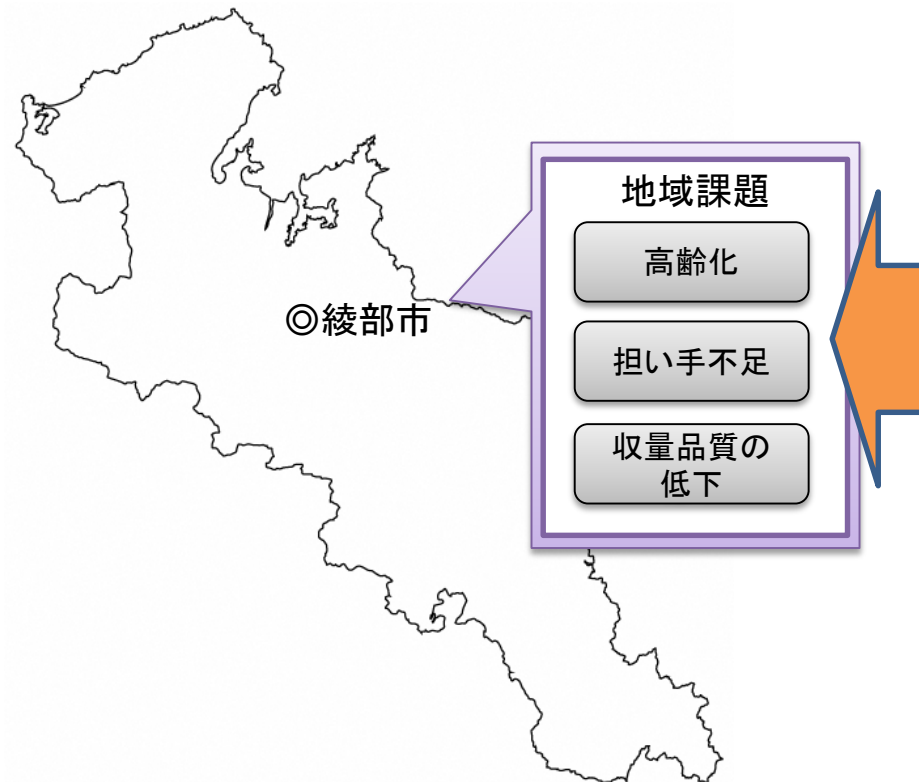 地域課題
高齢化
◎綾部市
担い手不足
収量品質の
低下